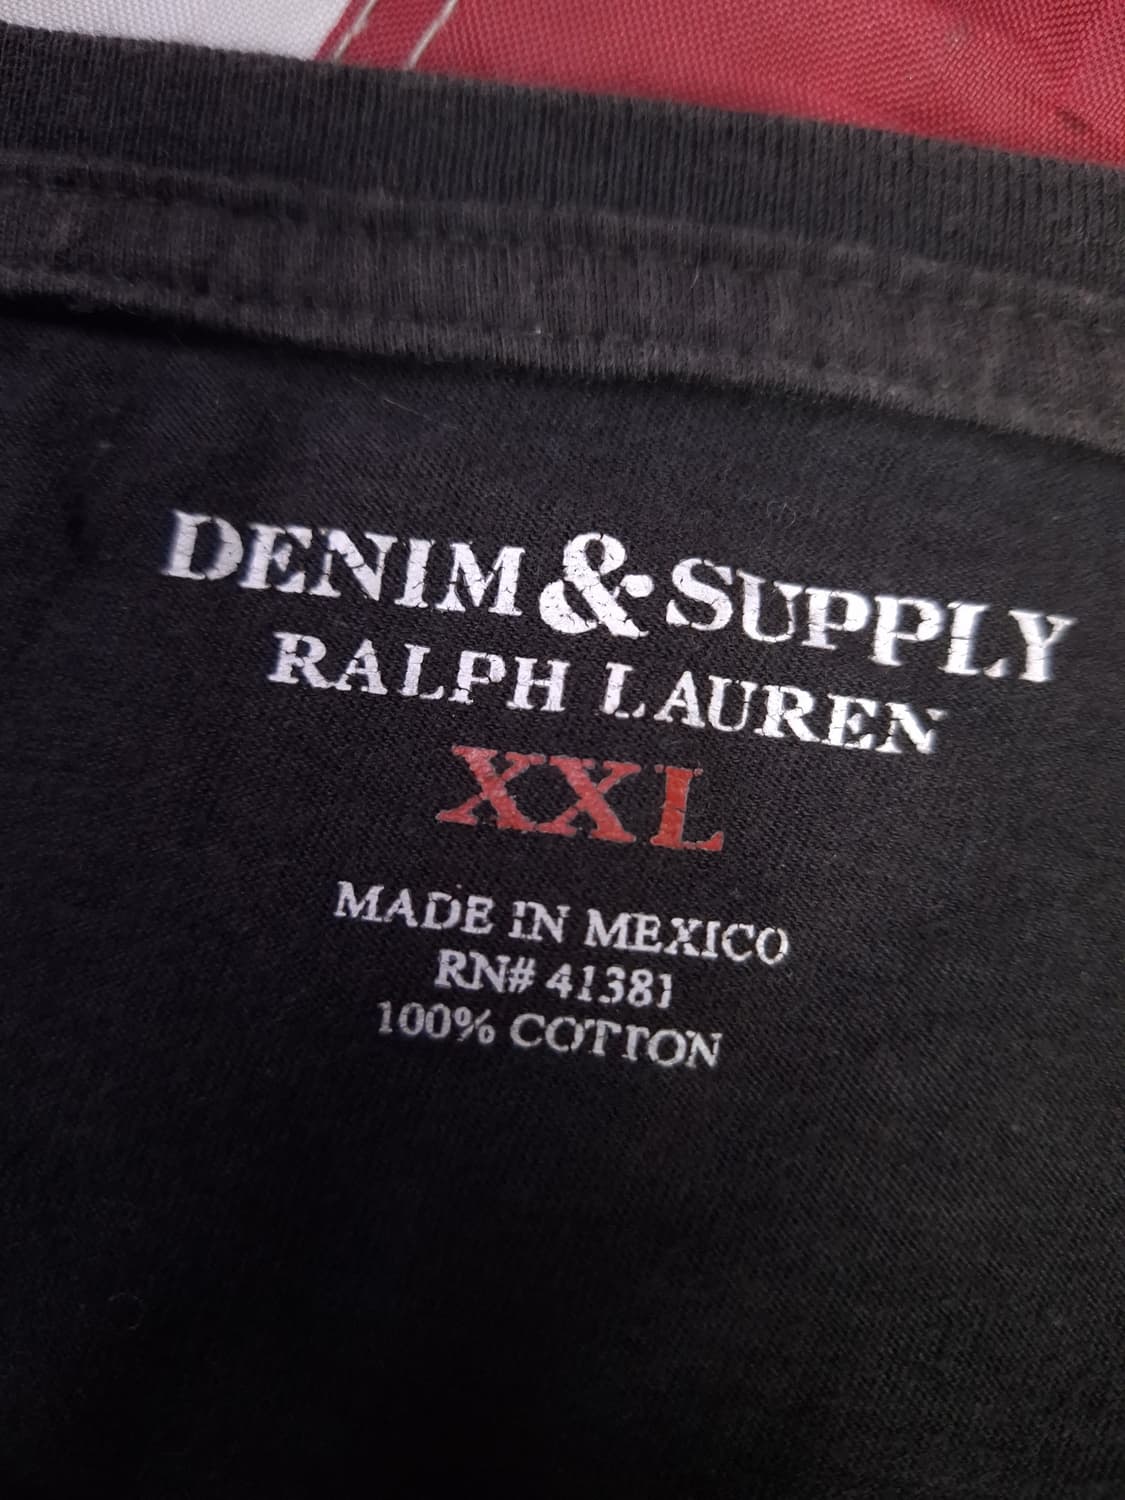 DENIM & SUPPLY
RALPH LAUREN
XXL
MADE IN MEXICO
RN# 41381
100% COTTON